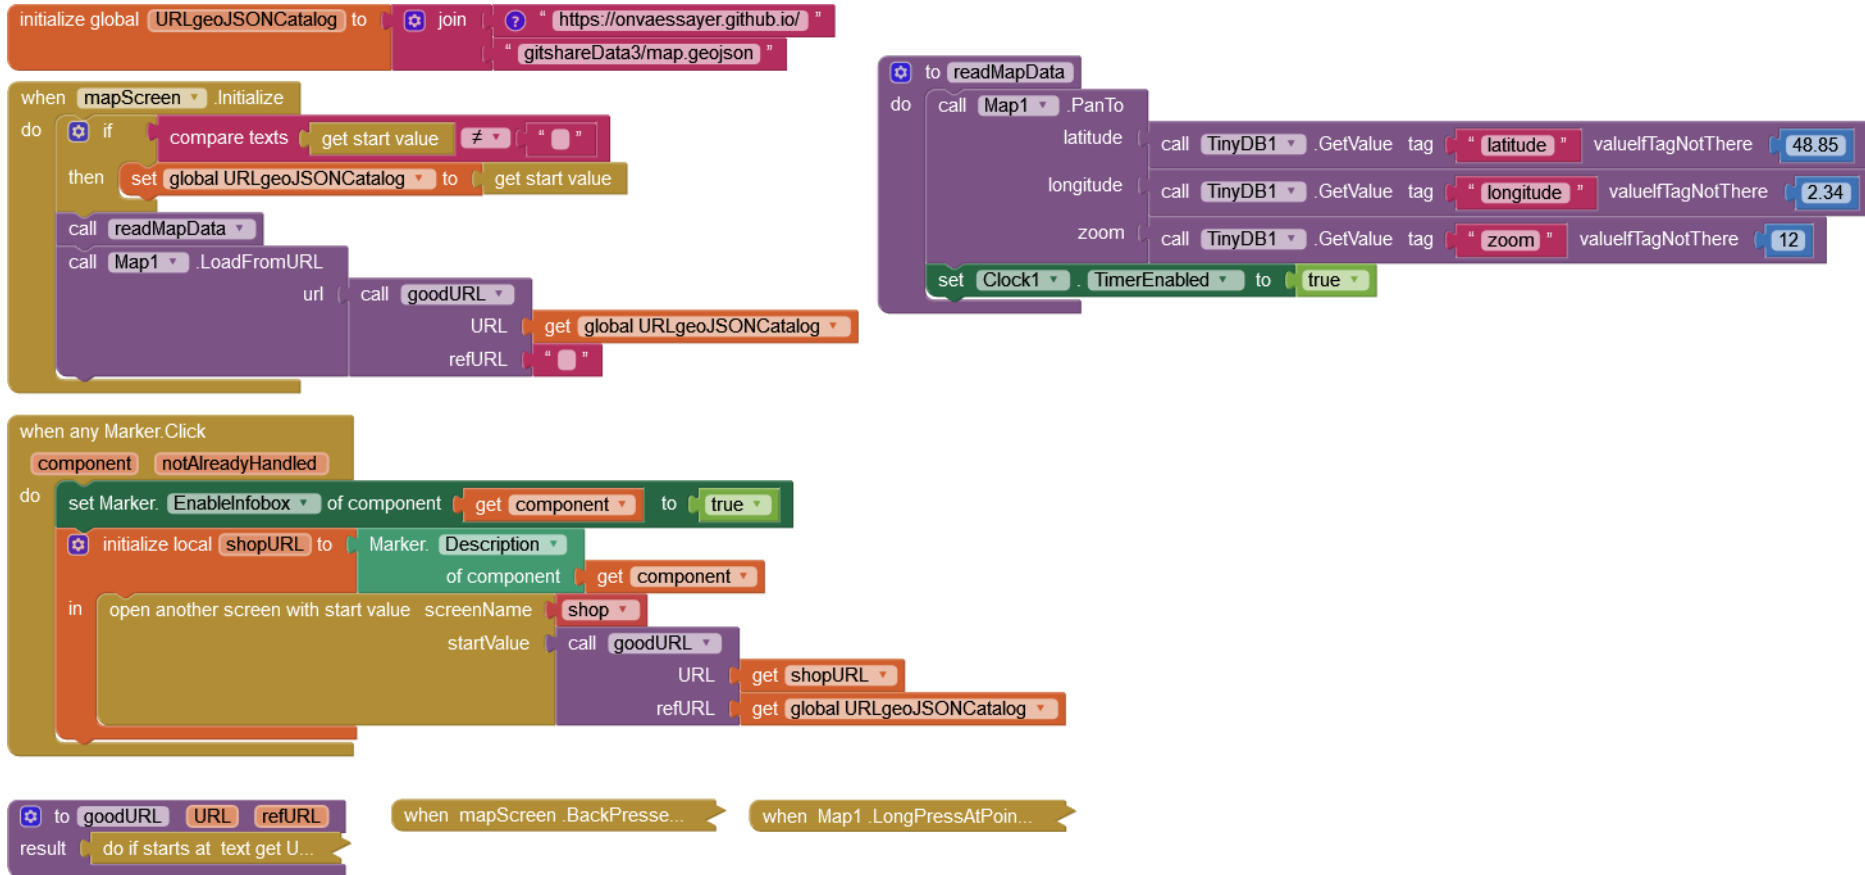 initialize global URLgeoJSONCatalog to join ? " https://onvaessayer.github.io/ "
" gitshareData3/map.geojson "
when mapScreen .Initialize
do if compare texts get start value ≠ " "
then set global URLgeoJSONCatalog to get start value
call readMapData
call Map1 .LoadFromURL
url call goodURL
URL get global URLgeoJSONCatalog
refURL " "
to readMapData
do call Map1 .PanTo
latitude call TinyDB1 .GetValue tag " latitude " valueIfTagNotThere 48.85
longitude call TinyDB1 .GetValue tag " longitude " valueIfTagNotThere 2.34
zoom call TinyDB1 .GetValue tag " zoom " valueIfTagNotThere 12
set Clock1 . TimerEnabled to true
when any Marker.Click
component notAlreadyHandled
do set Marker. EnableInfobox of component get component to true
initialize local shopURL to Marker. Description
of component get component
in open another screen with start value screenName shop
startValue call goodURL
URL get shopURL
refURL get global URLgeoJSONCatalog
to goodURL URL refURL
result do if starts at text get U...
when mapScreen .BackPresse...
when Map1 .LongPressAtPoin...